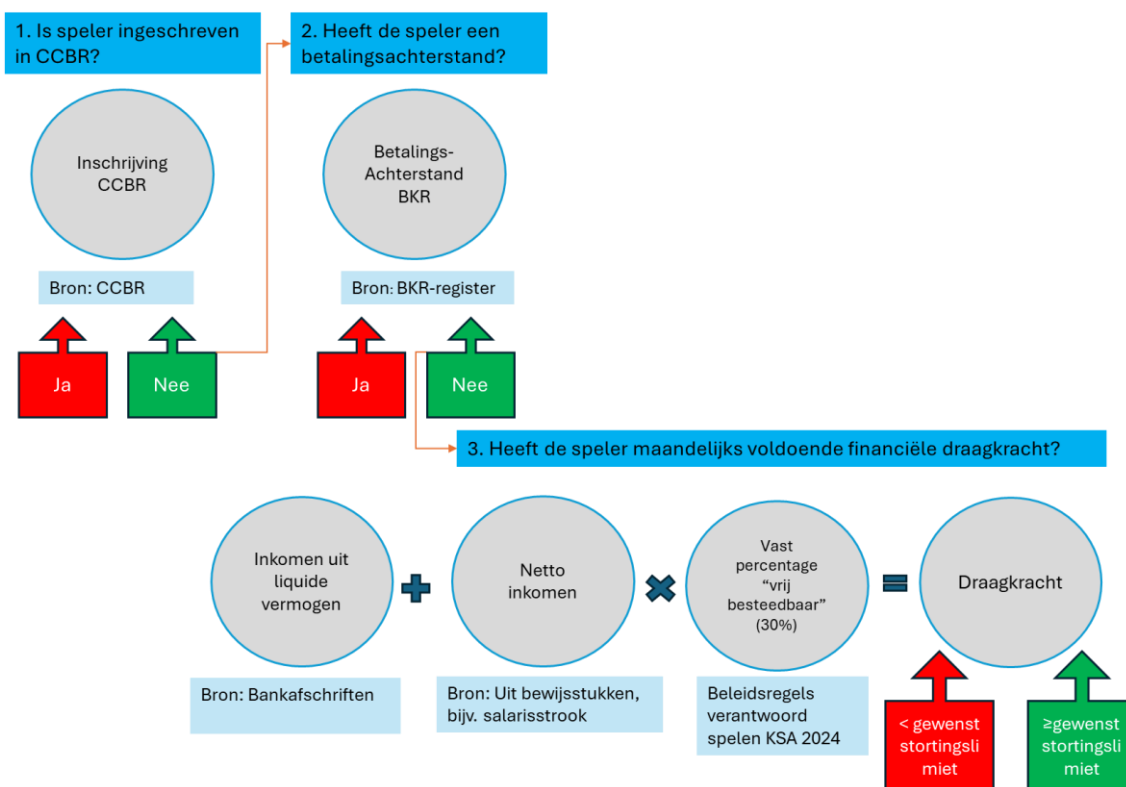 1. Is speler ingeschreven
in CCBR?
2. Heeft de speler een
betalingsachterstand?
Inschrijving
CCBR
Betalings-
Achterstand
BKR
Bron: CCBR
Bron: BKR-register
Ja
Nee
Ja
Nee
3. Heeft de speler maandelijks voldoende financiële draagkracht?
Inkomen uit
liquide
vermogen
Netto
inkomen
Vast
percentage
“vrij
besteedbaar”
(30%)
Draagkracht
Bron: Bankafschriften
Bron: Uit bewijsstukken,
bijv. salarisstrook
Beleidsregels
verantwoord
spelen KSA 2024
< gewenst
stortingsli
miet
≥gewenst
stortingsli
miet